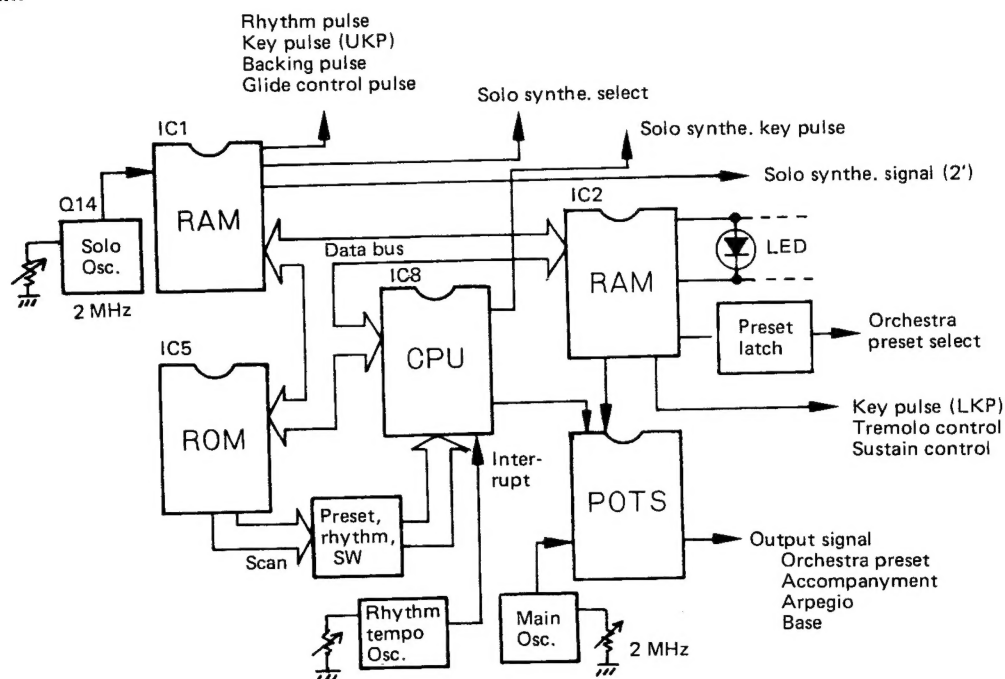 Rhythm pulse
Key pulse (UKP)
Backing pulse
Glide control pulse
Solo synthe. select
Solo synthe. key pulse
Solo synthe. signal (2')
IC1
RAM
Q14
Solo
Osc.
2 MHz
Data bus
IC2
RAM
LED
IC8
CPU
Preset
latch
Orchestra
preset select
IC5
ROM
Key pulse (LKP)
Tremolo control
Sustain control
Inter-
rupt
POTS
Scan
Preset,
rhythm,
SW
Output signal
Orchestra preset
Accompanyment
Arpegio
Base
Rhythm
tempo
Osc.
Main
Osc.
2 MHz